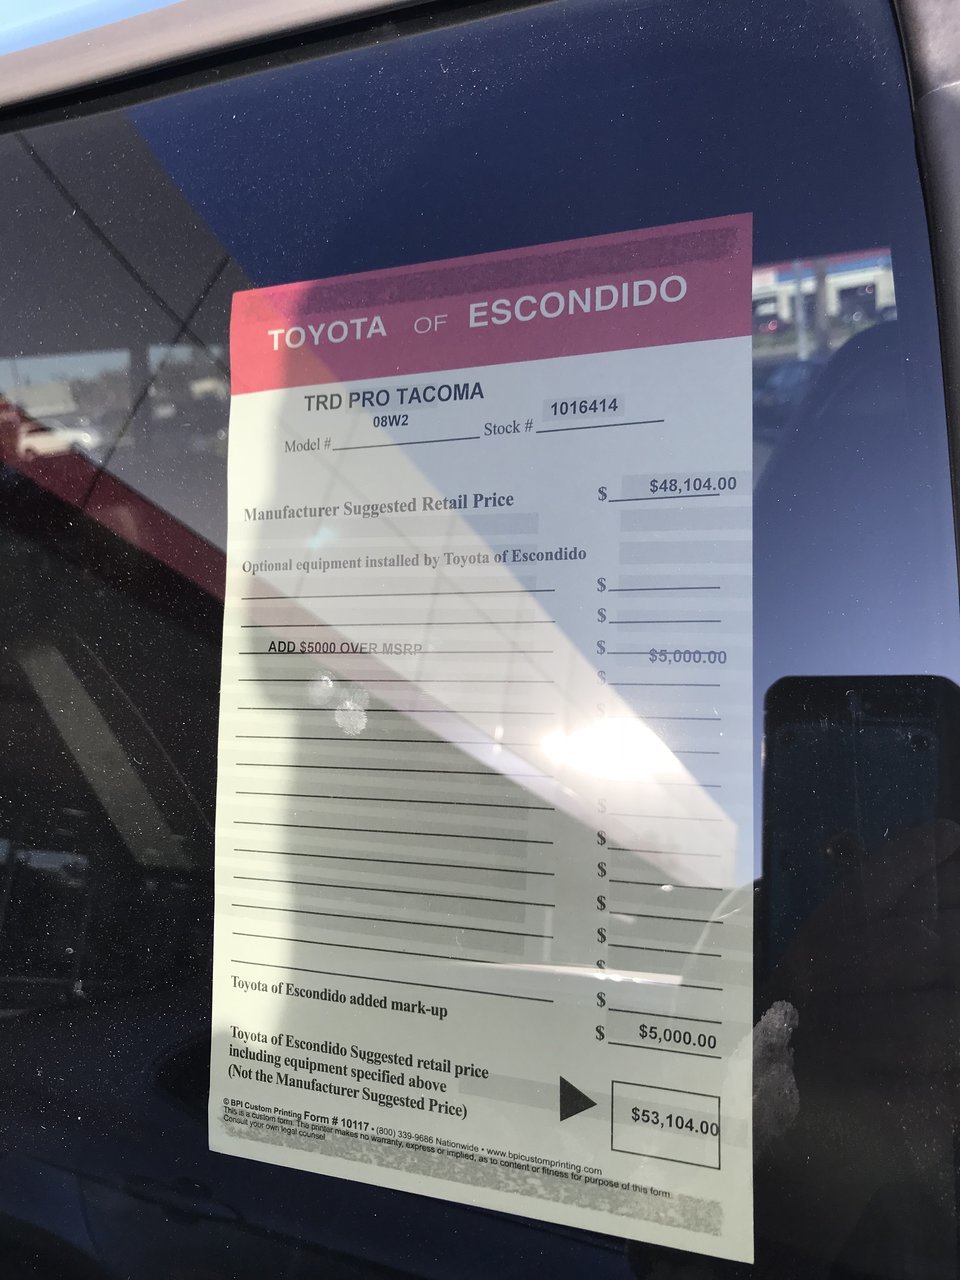 TOYOTA OF ESCONDIDO
TRD PRO TACOMA
08W2
1016414
Model # Stock #
Manufacturer Suggested Retail Price $ $48,104.00
Optional equipment installed by Toyota of Escondido
$
$
ADD $5000 OVER MSRP $ $5,000.00
$
$
$
$
$
$
$
$
$
Toyota of Escondido added mark-up
$ $5,000.00
Toyota of Escondido Suggested retail price
including equipment specified above
(Not the Manufacturer Suggested Price)
$53,104.00
© BPI Custom Printing Form # 10117 • (800) 339-9686 Nationwide • www.bpicustomprinting.com
This is a custom form. The printer makes no warranty, express or implied, as to content or fitness for purpose of this form.
Consult your own legal counsel